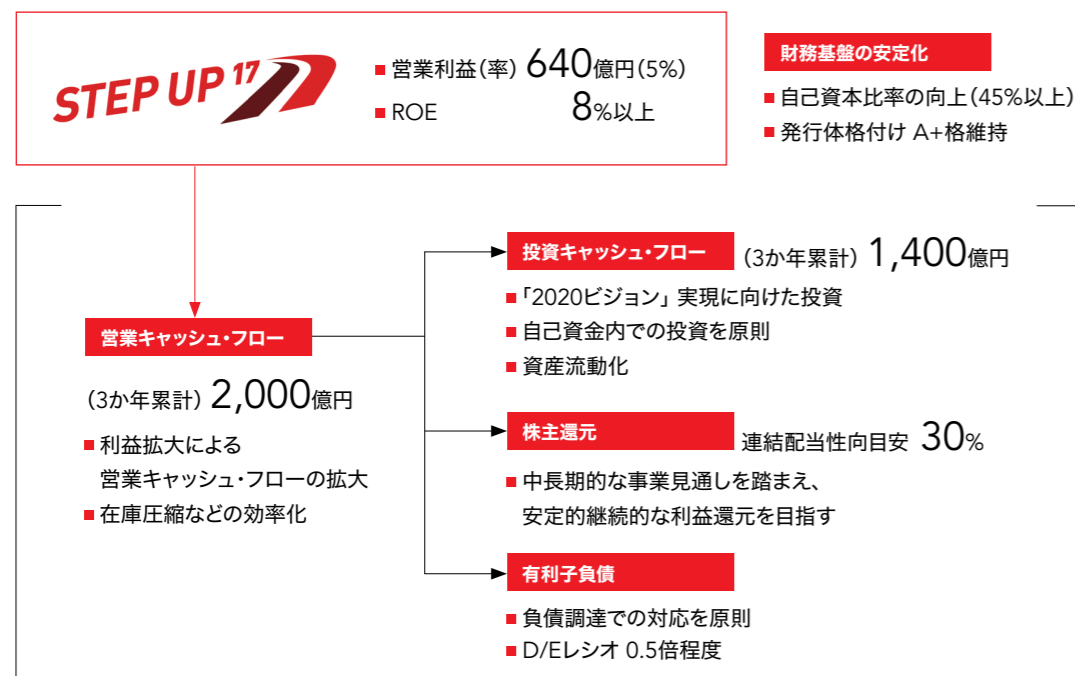 STEP UP 17
■ 営業利益(率) 640億円(5%)
■ ROE 8%以上
財務基盤の安定化
■ 自己資本比率の向上(45%以上)
■ 発行体格付け A+格維持
営業キャッシュ・フロー
(3か年累計) 2,000億円
■ 利益拡大による
営業キャッシュ・フローの拡大
■ 在庫圧縮などの効率化
投資キャッシュ・フロー (3か年累計) 1,400億円
■ 「2020ビジョン」実現に向けた投資
■ 自己資金内での投資を原則
■ 資産流動化
株主還元 連結配当性向目安 30%
■ 中長期的な事業見通しを踏まえ、
安定的継続的な利益還元を目指す
有利子負債
■ 負債調達での対応を原則
■ D/Eレシオ 0.5倍程度